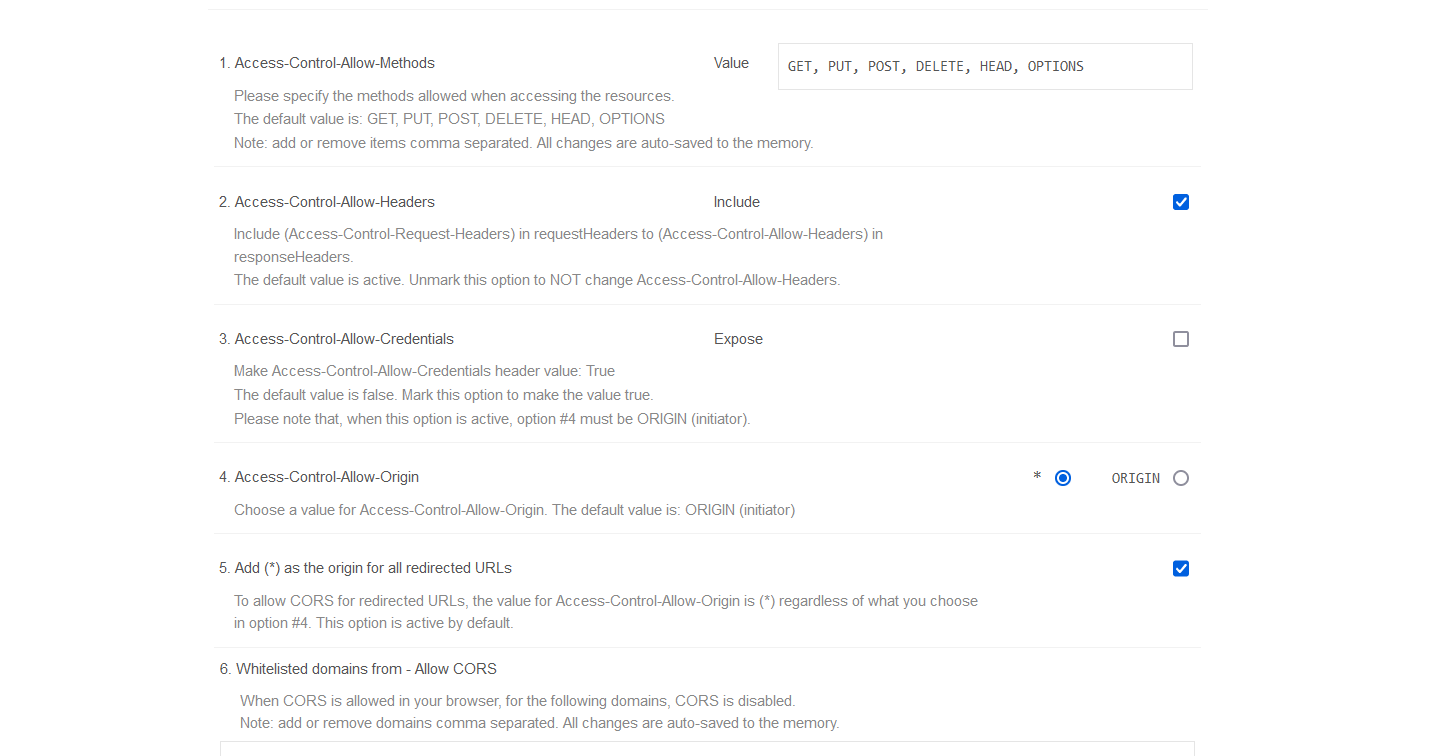 1. Access-Control-Allow-Methods Value GET, PUT, POST, DELETE, HEAD, OPTIONS
Please specify the methods allowed when accessing the resources.
The default value is: GET, PUT, POST, DELETE, HEAD, OPTIONS
Note: add or remove items comma separated. All changes are auto-saved to the memory.
2. Access-Control-Allow-Headers Include
Include (Access-Control-Request-Headers) in requestHeaders to (Access-Control-Allow-Headers) in
responseHeaders.
The default value is active. Unmark this option to NOT change Access-Control-Allow-Headers.
3. Access-Control-Allow-Credentials Expose
Make Access-Control-Allow-Credentials header value: True
The default value is false. Mark this option to make the value true.
Please note that, when this option is active, option #4 must be ORIGIN (initiator).
4. Access-Control-Allow-Origin * ORIGIN
Choose a value for Access-Control-Allow-Origin. The default value is: ORIGIN (initiator)
5. Add (*) as the origin for all redirected URLs
To allow CORS for redirected URLs, the value for Access-Control-Allow-Origin is (*) regardless of what you choose
in option #4. This option is active by default.
6. Whitelisted domains from - Allow CORS
When CORS is allowed in your browser, for the following domains, CORS is disabled.
Note: add or remove domains comma separated. All changes are auto-saved to the memory.